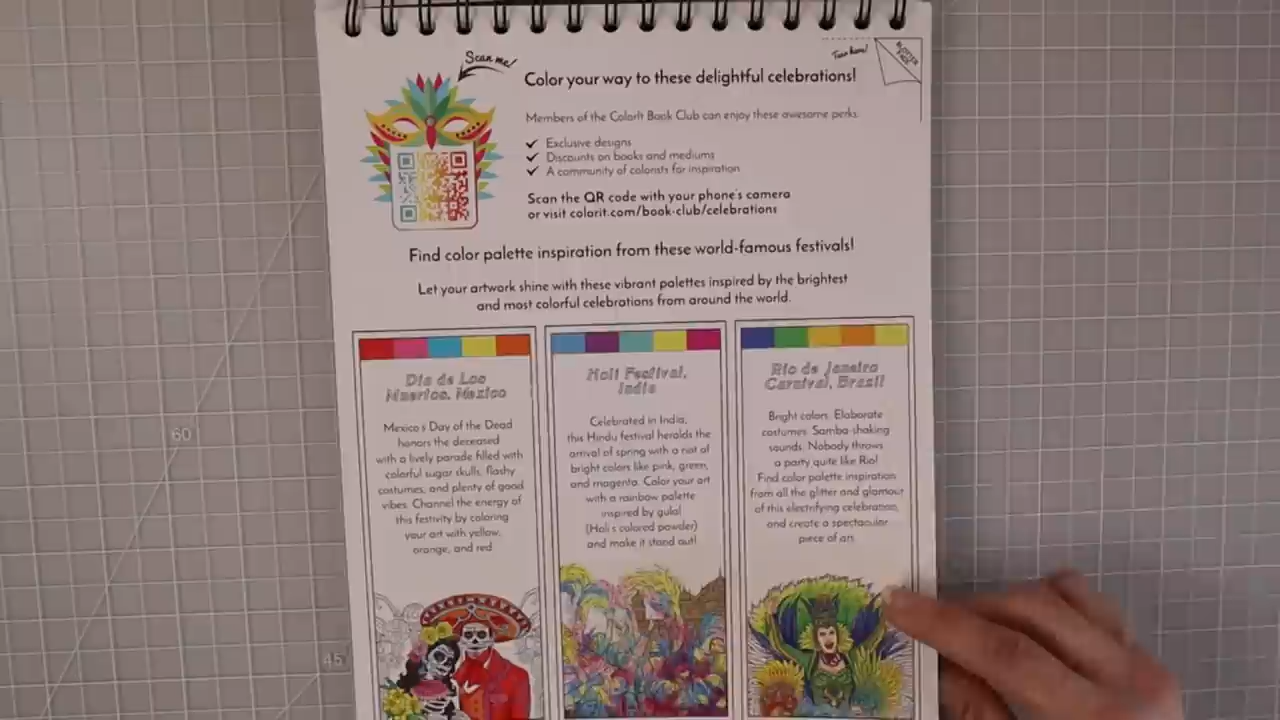 Scan me!
Tear here!
BLOTTER PAGE
Color your way to these delightful celebrations!
Members of the ColorIt Book Club can enjoy these awesome perks.
Exclusive designs
Discounts on books and mediums
A community of colorists for inspiration
Scan the QR code with your phone's camera
or visit colorit.com/book-club/celebrations
Find color palette inspiration from these world-famous festivals!
Let your artwork shine with these vibrant palettes inspired by the brightest
and most colorful celebrations from around the world.
Dia de Los
Muertos, Mexico
Mexico's Day of the Dead
honors the deceased
with a lively parade filled with
colorful sugar skulls, flashy
costumes, and plenty of good
vibes. Channel the energy of
this festivity by coloring
your art with yellow,
orange, and red.
Holi Festival,
India
Celebrated in India,
this Hindu festival heralds the
arrival of spring with a riot of
bright colors like pink, green,
and magenta. Color your art
with a rainbow palette
inspired by gulal
(Holi's colored powder)
and make it stand out!
Rio de Janeiro
Carnival, Brazil
Bright colors. Elaborate
costumes. Samba-shaking
sounds. Nobody throws
a party quite like Rio!
Find color palette inspiration
from all the glitter and glamour
of this electrifying celebration,
and create a spectacular
piece of art.
60
45